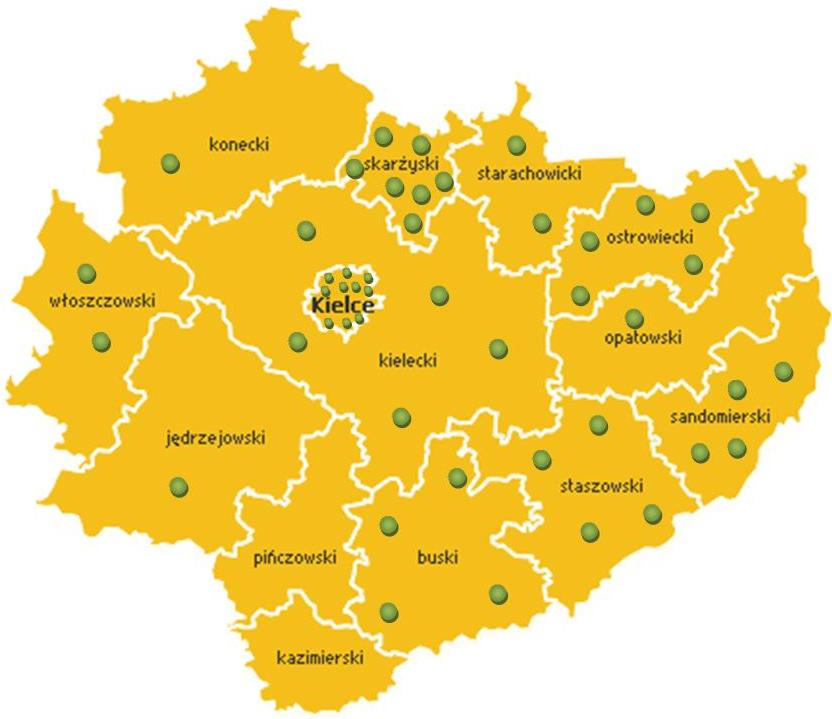 konecki
skarżyski
starachowicki
ostrowiecki
włoszczowski
Kielce
opatowski
kielecki
sandomierski
jędrzejowski
staszowski
pińczowski
buski
kazimierski